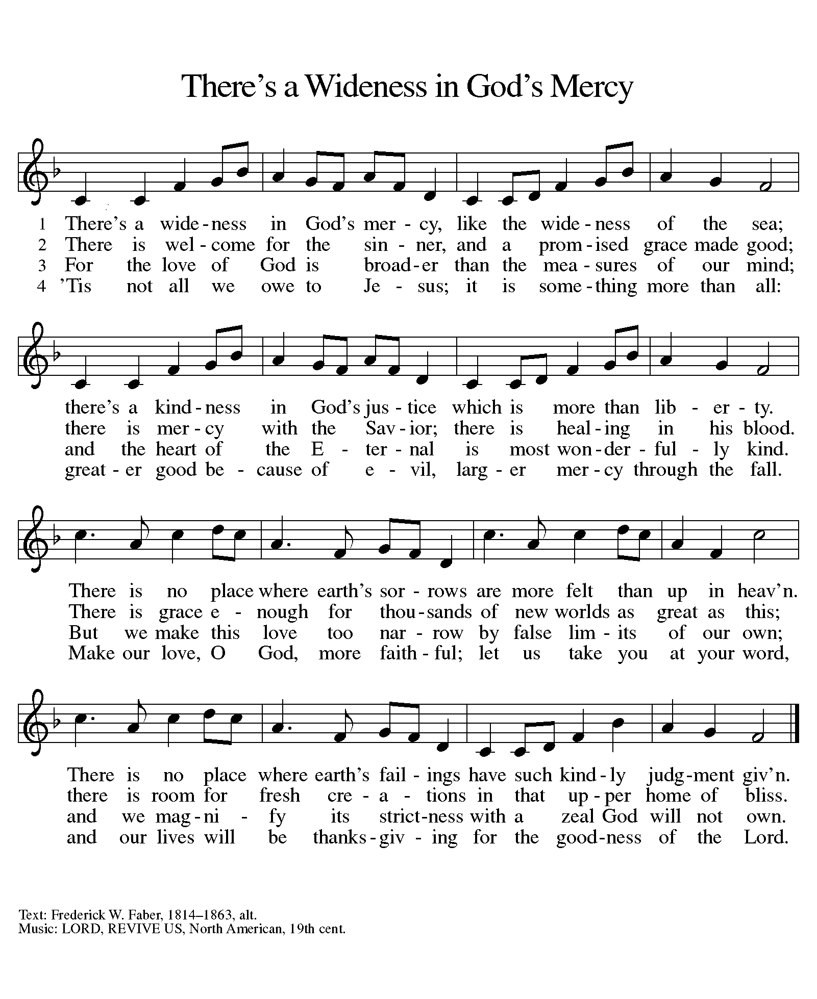 There’s a Wideness in God’s Mercy
1 There’s a wide - ness in God’s mer - cy, like the wide - ness of the sea;
2 There is wel - come for the sin - ner, and a prom - ised grace made good;
3 For the love of God is broad - er than the mea - sures of our mind;
4 ’Tis not all we owe to Je - sus; it is some - thing more than all:
there’s a kind - ness in God’s jus - tice which is more than lib - er - ty.
there is mer - cy with the Sav - ior; there is heal - ing in his blood.
and the heart of the E - ter - nal is most won - der - ful - ly kind.
great - er good be - cause of e - vil, larg - er mer - cy through the fall.
There is no place where earth’s sor - rows are more felt than up in heav’n.
There is grace e - nough for thou - sands of new worlds as great as this;
But we make this love too nar - row by false lim - its of our own;
Make our love, O God, more faith - ful; let us take you at your word,
There is no place where earth’s fail - ings have such kind - ly judg - ment giv’n.
there is room for fresh cre - a - tions in that up - per home of bliss.
and we mag - ni - fy its strict - ness with a zeal God will not own.
and our lives will be thanks - giv - ing for the good - ness of the Lord.
Text: Frederick W. Faber, 1814–1863, alt.
Music: LORD, REVIVE US, North American, 19th cent.